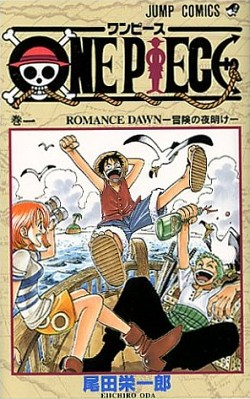 JUMP COMICS
ワンピース
ONE PIECE
巻一
ROMANCE DAWN—冒険の夜明け—
尾田栄一郎
EIICHIRO ODA